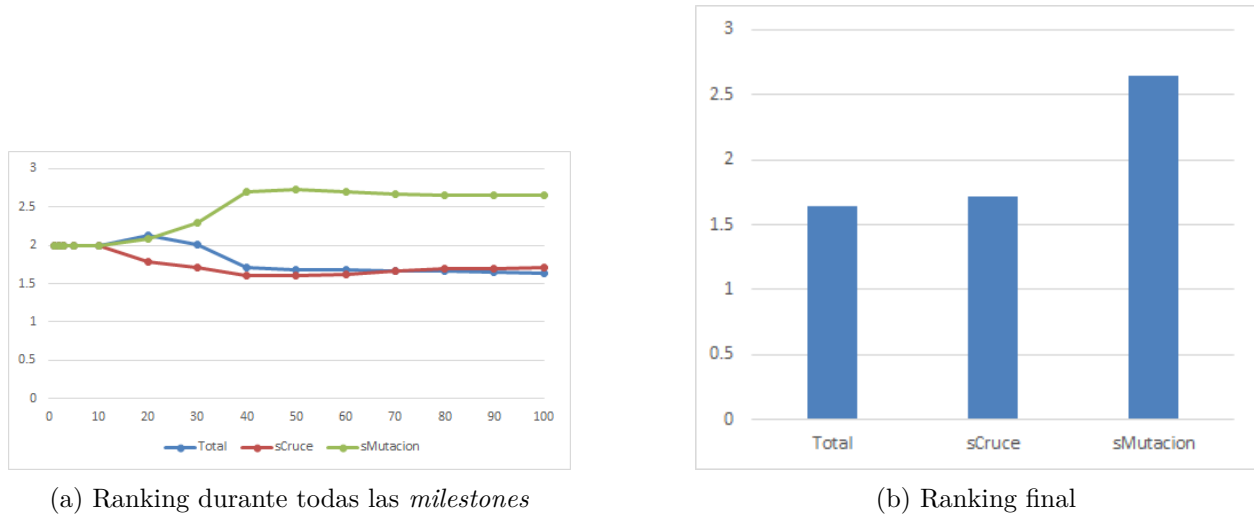 3
2.5
2
1.5
1
0.5
0
0 10 20 30 40 50 60 70 80 90 100
Total sCruce sMutacion
(a) Ranking durante todas las milestones
3
2.5
2
1.5
1
0.5
0
Total sCruce sMutacion
(b) Ranking final